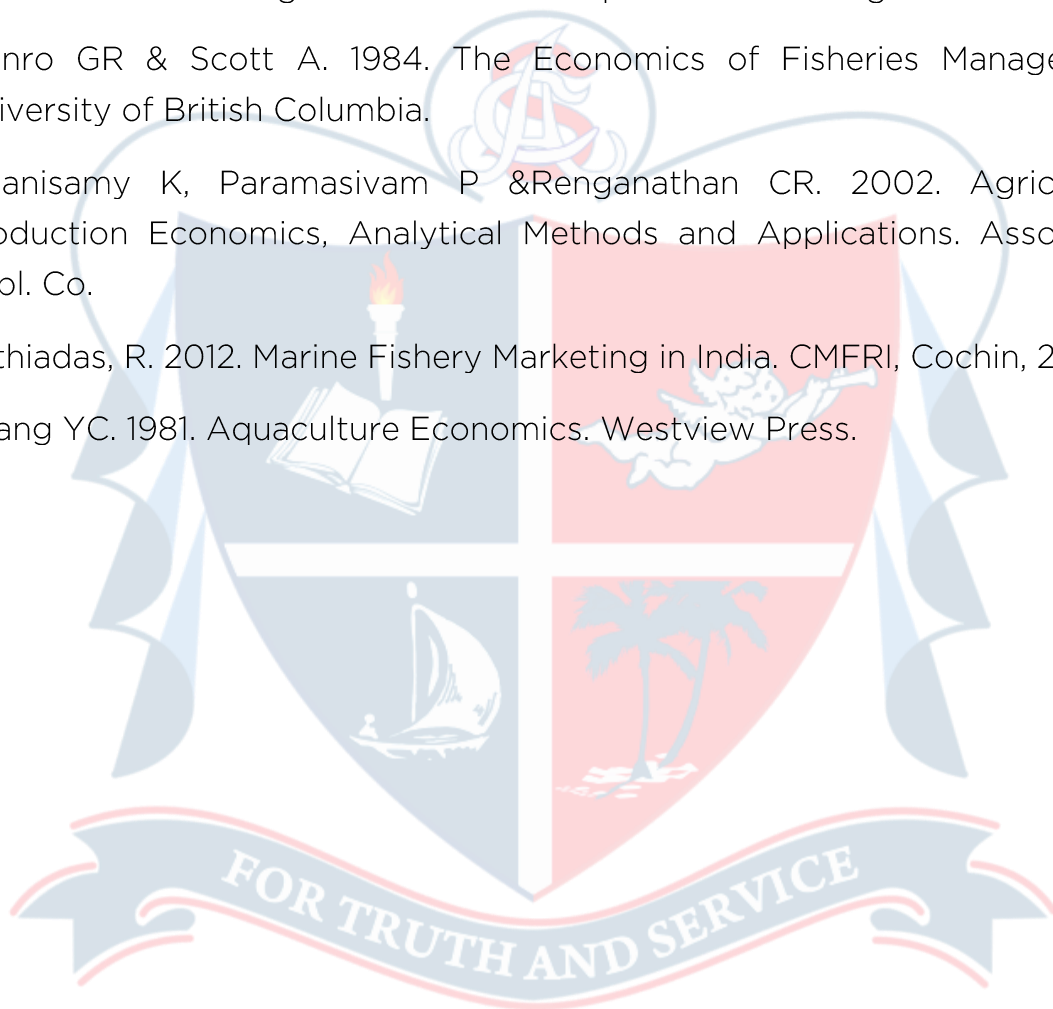 nro GR & Scott A. 1984. The Economics of Fisheries Manage
iversity of British Columbia.
anisamy K, Paramasivam P &Renganathan CR. 2002. Agric
oduction Economics, Analytical Methods and Applications. Asso
ol. Co.
thiadas, R. 2012. Marine Fishery Marketing in India. CMFRI, Cochin, 2
ang YC. 1981. Aquaculture Economics. Westview Press.
FOR TRUTH AND SERVICE